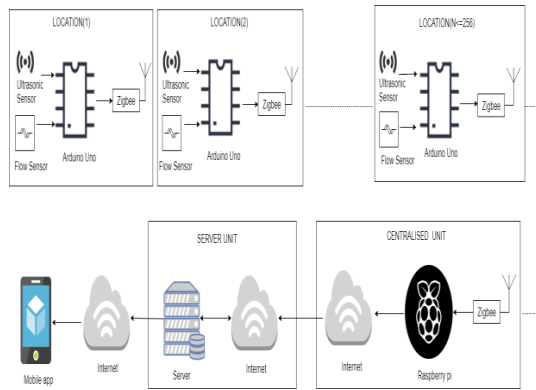 LOCATION(1)
Ultrasonic
Sensor
Zigbee
Flow Sensor
Arduino Uno
LOCATION(2)
Ultrasonic
Sensor
Zigbee
Flow Sensor
Arduino Uno
LOCATION(N<=256)
Ultrasonic
Sensor
Zigbee
Flow Sensor
Arduino Uno
SERVER UNIT
CENTRALISED UNIT
Mobile app
Internet
Server
Internet
Internet
Raspberry pi
Zigbee